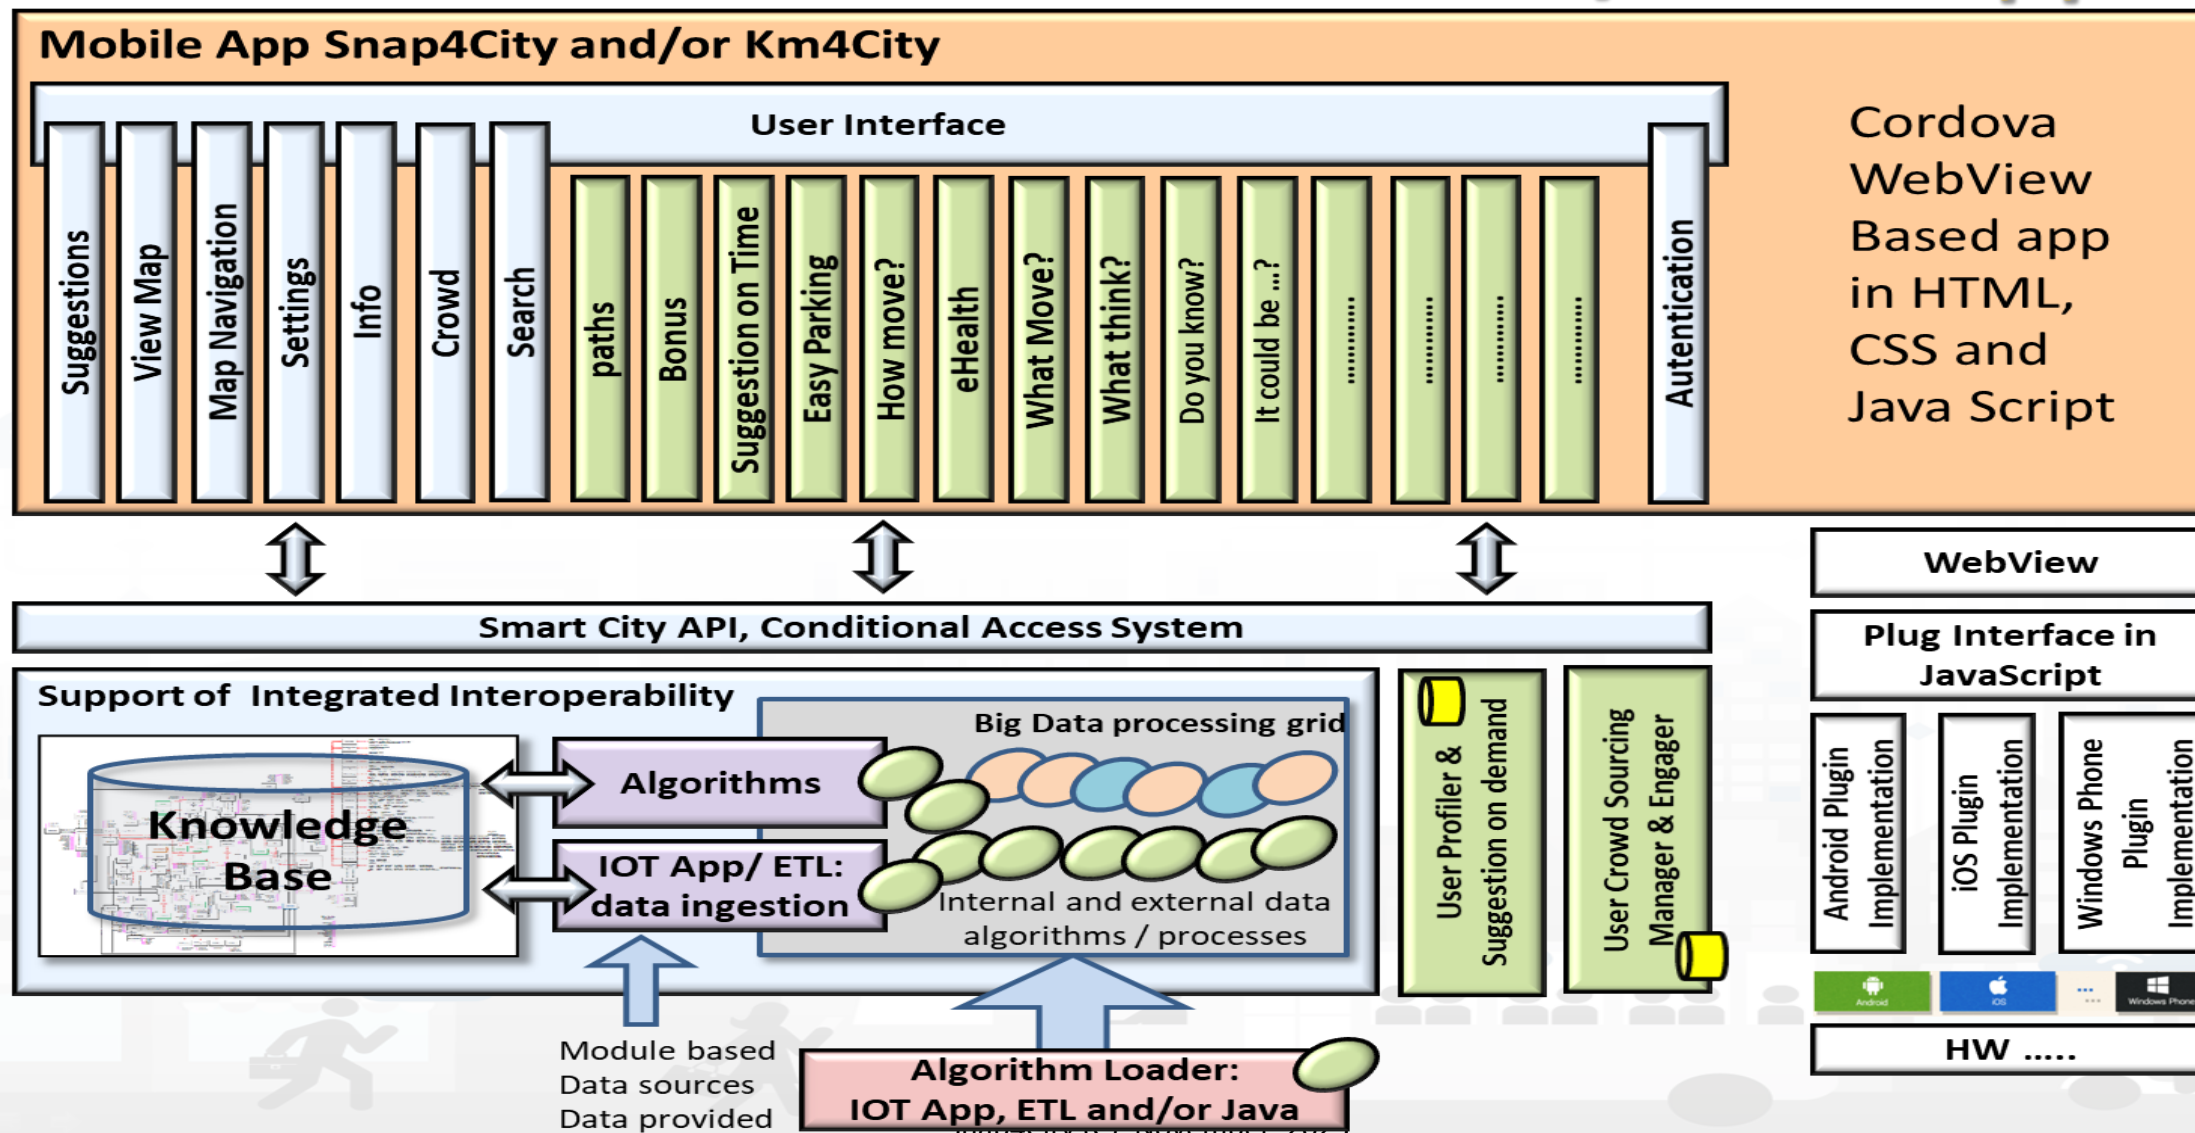 Mobile App Snap4City and/or Km4City
User Interface
Suggestions
View Map
Map Navigation
Settings
Info
Crowd
Search
paths
Bonus
Suggestion on Time
Easy Parking
How move?
eHealth
What Move?
What think?
Do you know?
It could be ...?
............
............
............
............
Autentication
Cordova
WebView
Based app
in HTML,
CSS and
Java Script
Smart City API, Conditional Access System
Support of Integrated Interoperability
Knowledge
Base
Algorithms
IOT App/ ETL:
data ingestion
Big Data processing grid
Internal and external data
algorithms / processes
User Profiler &
Suggestion on demand
User Crowd Sourcing
Manager & Engager
Module based
Data sources
Data provided
Algorithm Loader:
IOT App, ETL and/or Java
WebView
Plug Interface in
JavaScript
Android Plugin
Implementation
iOS Plugin
Implementation
Windows Phone
Plugin
Implementation
Android
iOS
...
...
Windows Phone
HW .....